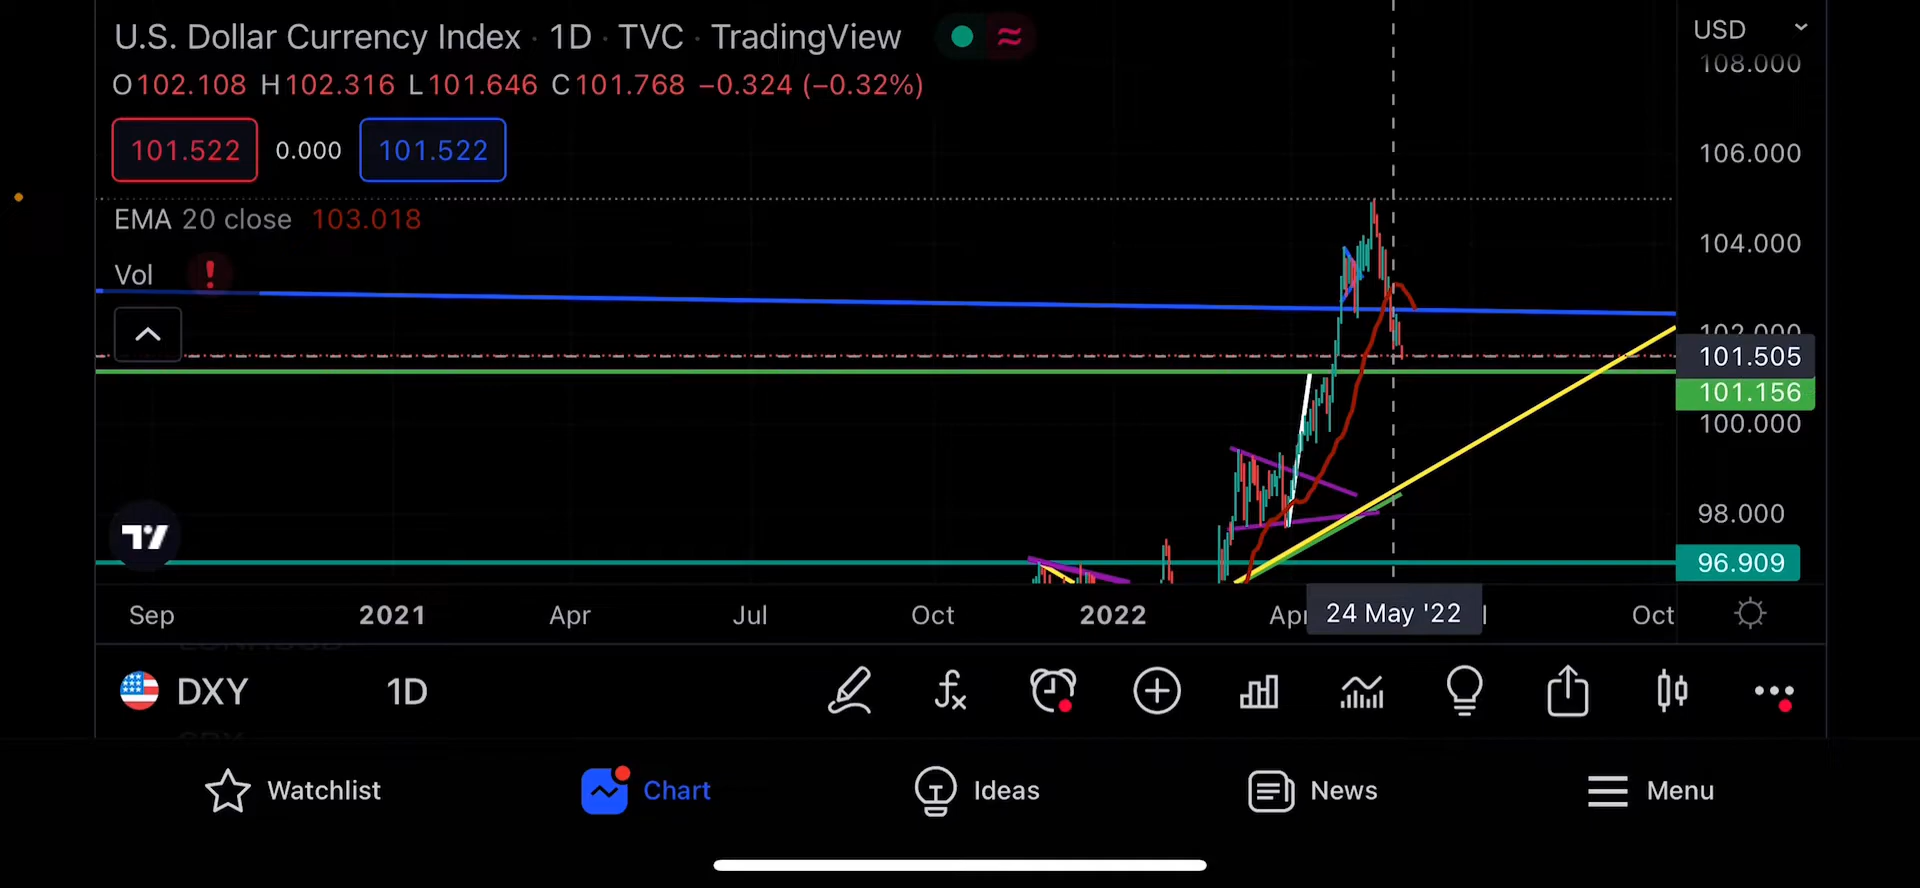 U.S. Dollar Currency Index · 1D · TVC · TradingView
USD
O102.108 H102.316 L101.646 C101.768 −0.324 (−0.32%)
108.000
101.522 0.000 101.522
106.000
EMA 20 close 103.018
104.000
Vol
102.000
101.505
101.156
100.000
98.000
96.909
Sep 2021 Apr Jul Oct 2022 Apr 24 May '22 Oct
DXY 1D
Watchlist Chart Ideas News Menu